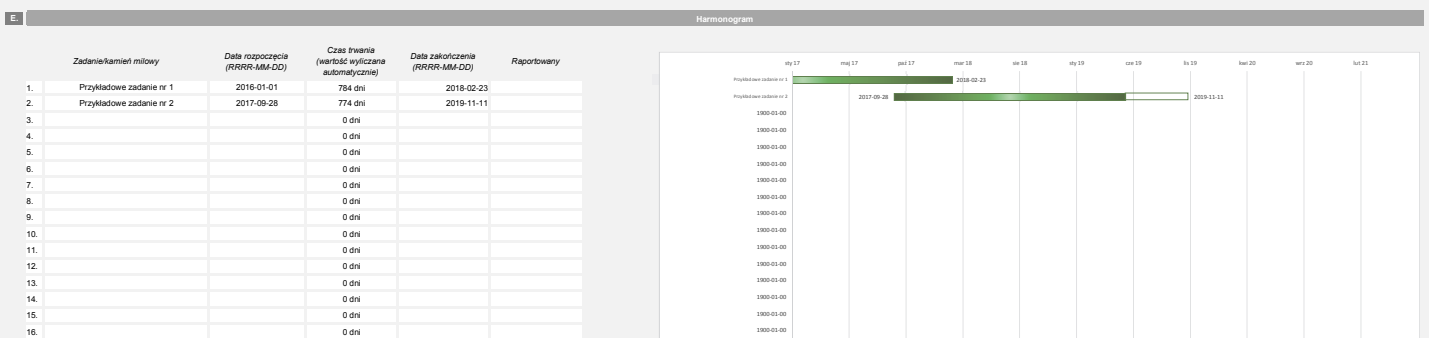 E. Harmonogram
Zadanie/kamień milowy
Data rozpoczęcia
(RRRR-MM-DD)
Czas trwania
(wartość wyliczana
automatycznie)
Data zakończenia
(RRRR-MM-DD)
Raportowany
1. Przykładowe zadanie nr 1 2016-01-01 784 dni 2018-02-23
2. Przykładowe zadanie nr 2 2017-09-28 774 dni 2019-11-11
3. 0 dni
4. 0 dni
5. 0 dni
6. 0 dni
7. 0 dni
8. 0 dni
9. 0 dni
10. 0 dni
11. 0 dni
12. 0 dni
13. 0 dni
14. 0 dni
15. 0 dni
16. 0 dni
sty 17 maj 17 paź 17 mar 18 sie 18 sty 19 cze 19 lis 19 kwi 20 wrz 20 lut 21
Przykładowe zadanie nr 1 2018-02-23
Przykładowe zadanie nr 2 2017-09-28 2019-11-11
1900-01-00
1900-01-00
1900-01-00
1900-01-00
1900-01-00
1900-01-00
1900-01-00
1900-01-00
1900-01-00
1900-01-00
1900-01-00
1900-01-00
1900-01-00
1900-01-00